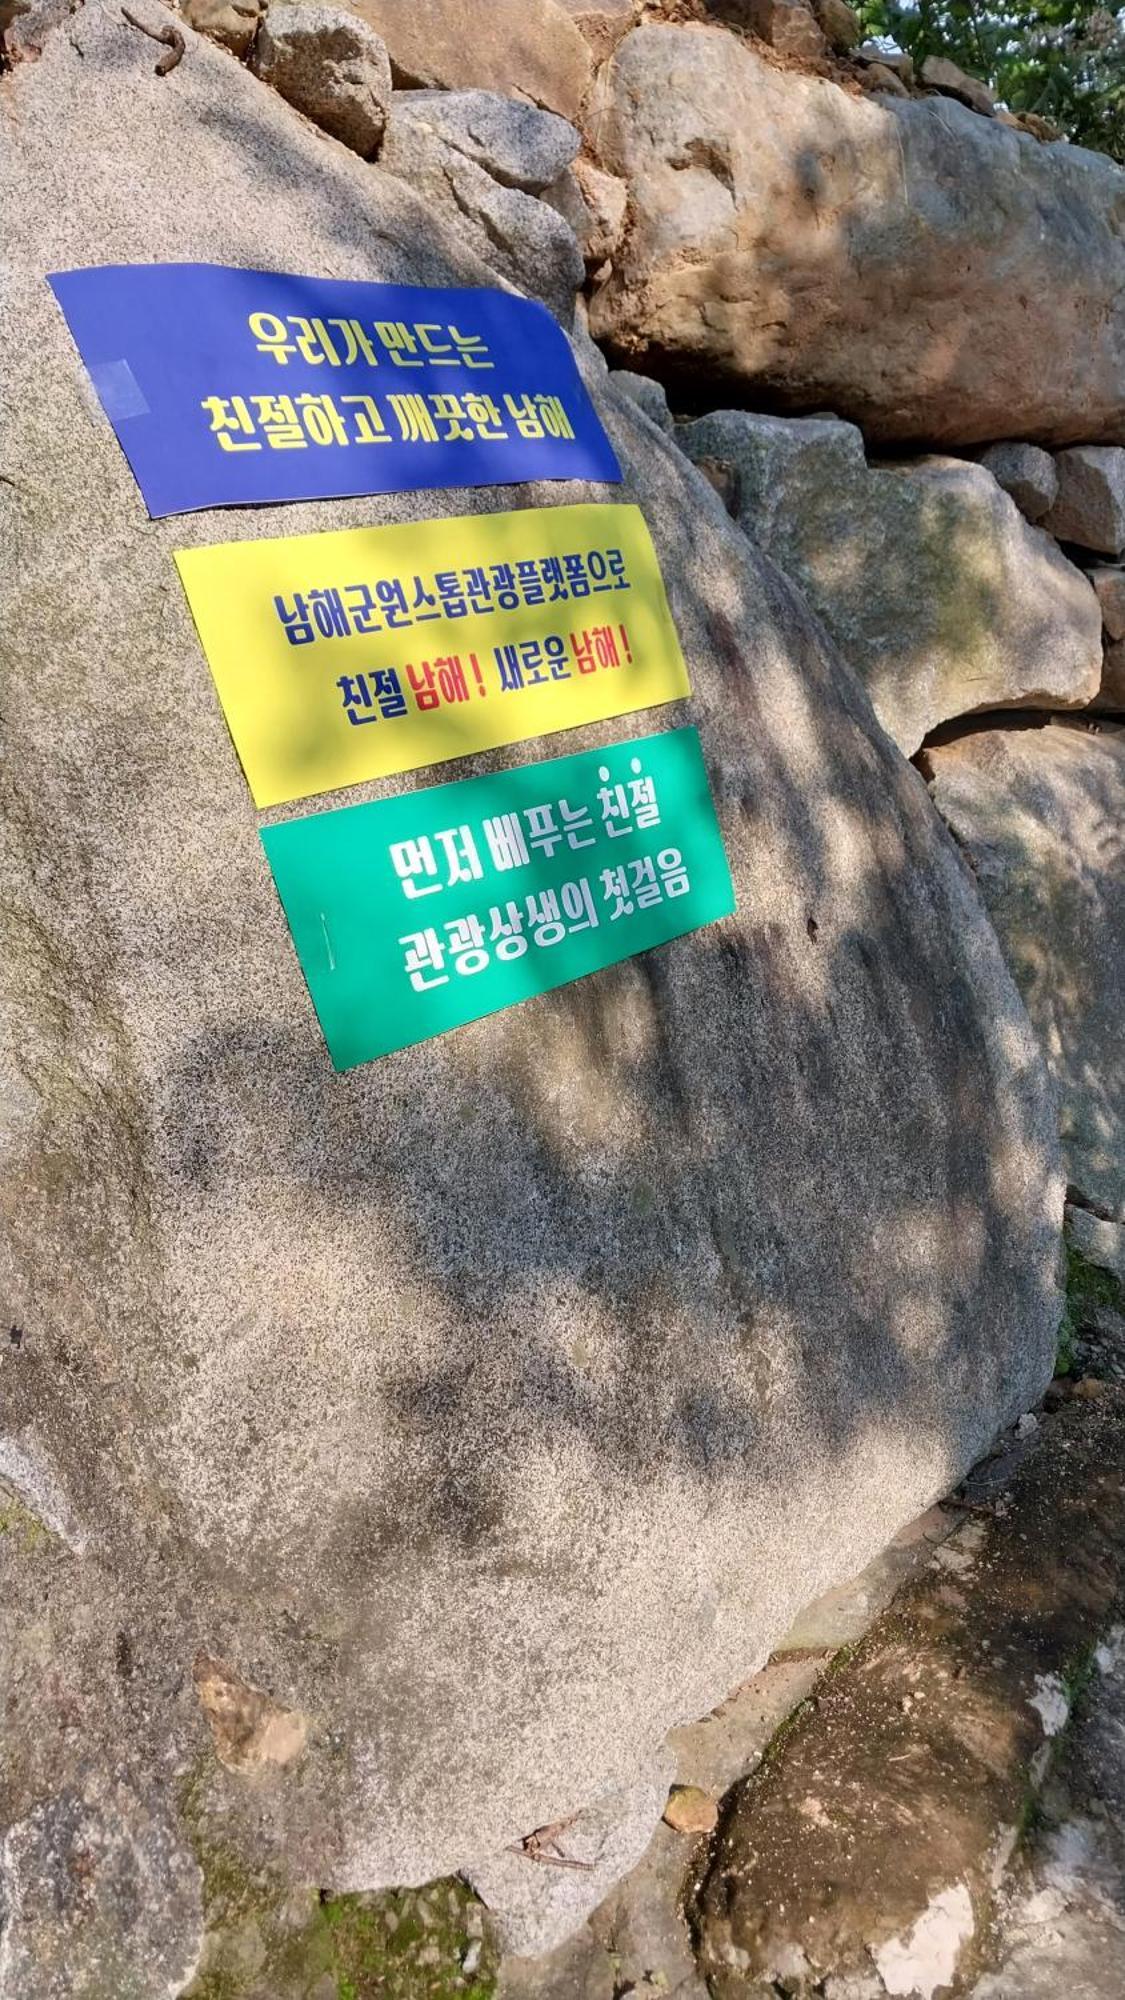 우리가 만드는
친절하고 깨끗한 남해
남해군원스톱관광플랫폼으로
친절 남해! 새로운 남해!
먼저 베푸는 친절
관광상생의 첫걸음